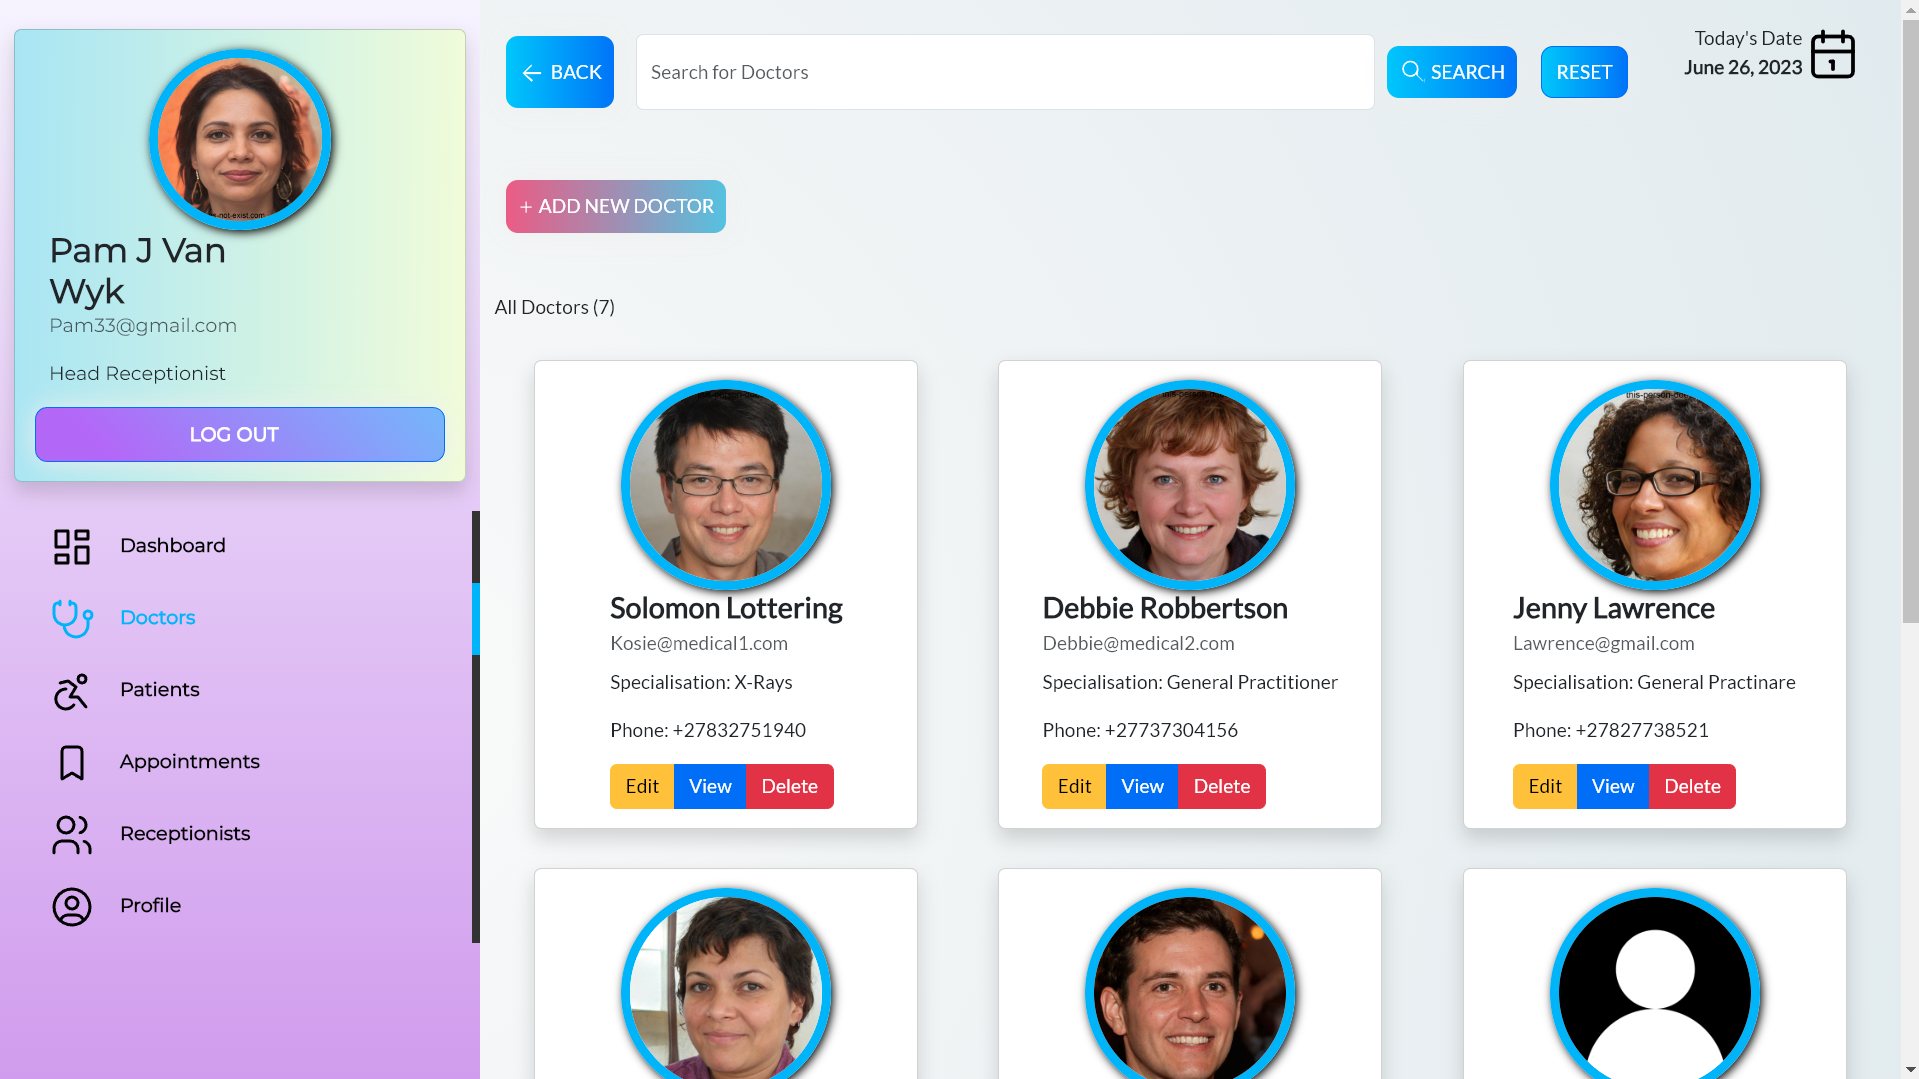 Pam J Van
Wyk
Pam33@gmail.com
Head Receptionist
LOG OUT
Dashboard
Doctors
Patients
Appointments
Receptionists
Profile
BACK
Search for Doctors
SEARCH
RESET
Today's Date
June 26, 2023
+ ADD NEW DOCTOR
All Doctors (7)
Solomon Lottering
Kosie@medical1.com
Specialisation: X-Rays
Phone: +27832751940
Edit View Delete
Debbie Robbertson
Debbie@medical2.com
Specialisation: General Practitioner
Phone: +27737304156
Edit View Delete
Jenny Lawrence
Lawrence@gmail.com
Specialisation: General Practinare
Phone: +27827738521
Edit View Delete